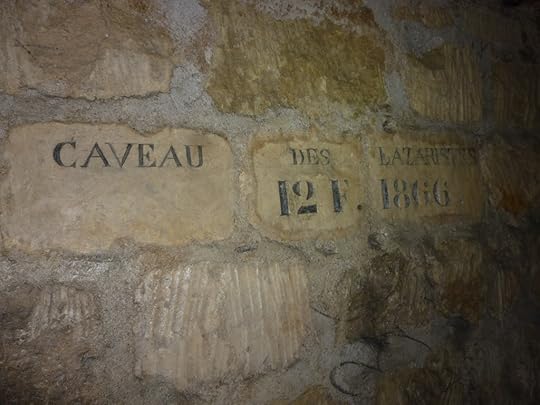 CAVEAU DES LAZARISTES
12 F. 1866.